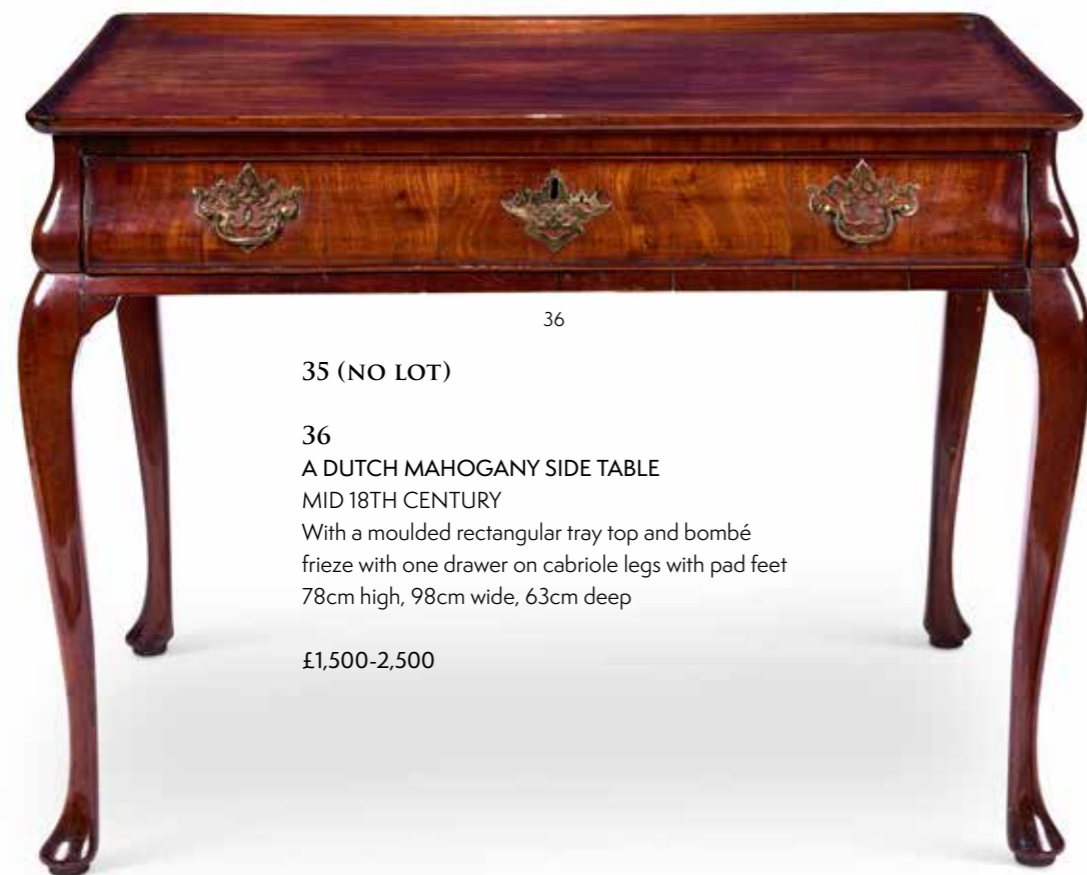 36
35 (NO LOT)
36
A DUTCH MAHOGANY SIDE TABLE
MID 18TH CENTURY
With a moulded rectangular tray top and bombé
frieze with one drawer on cabriole legs with pad feet
78cm high, 98cm wide, 63cm deep
£1,500-2,500